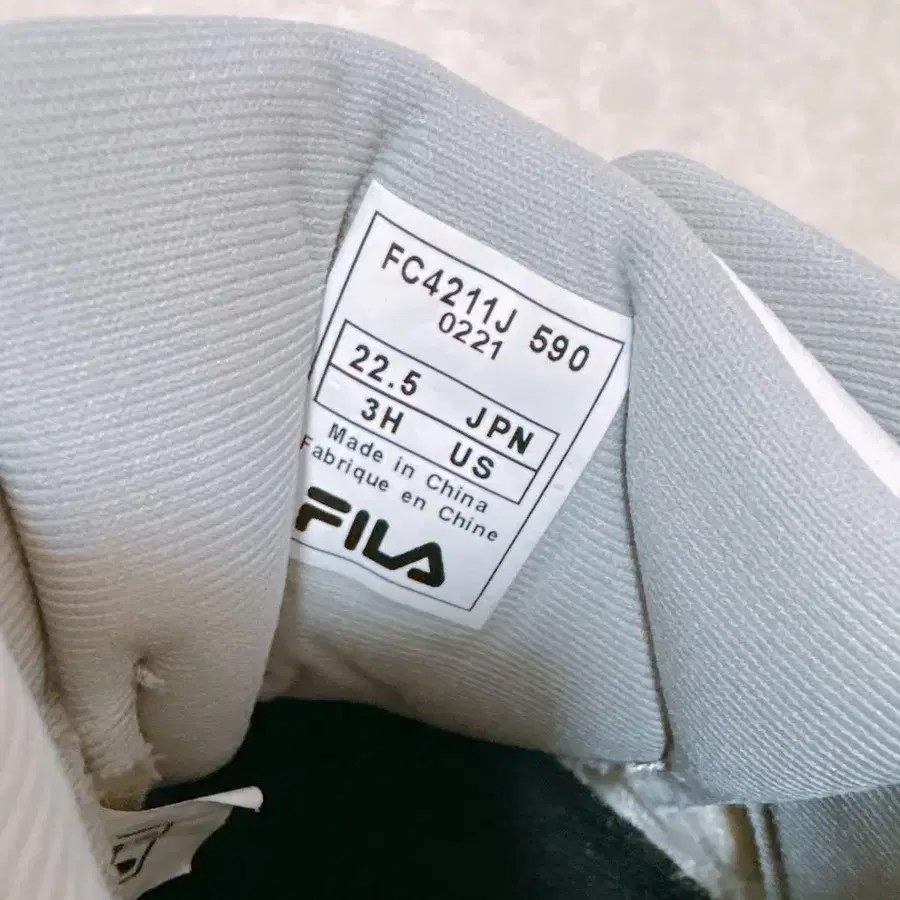 FC4211J 590
0221
22.5 JPN
3H US
Made in China
Fabrique en Chine
FILA